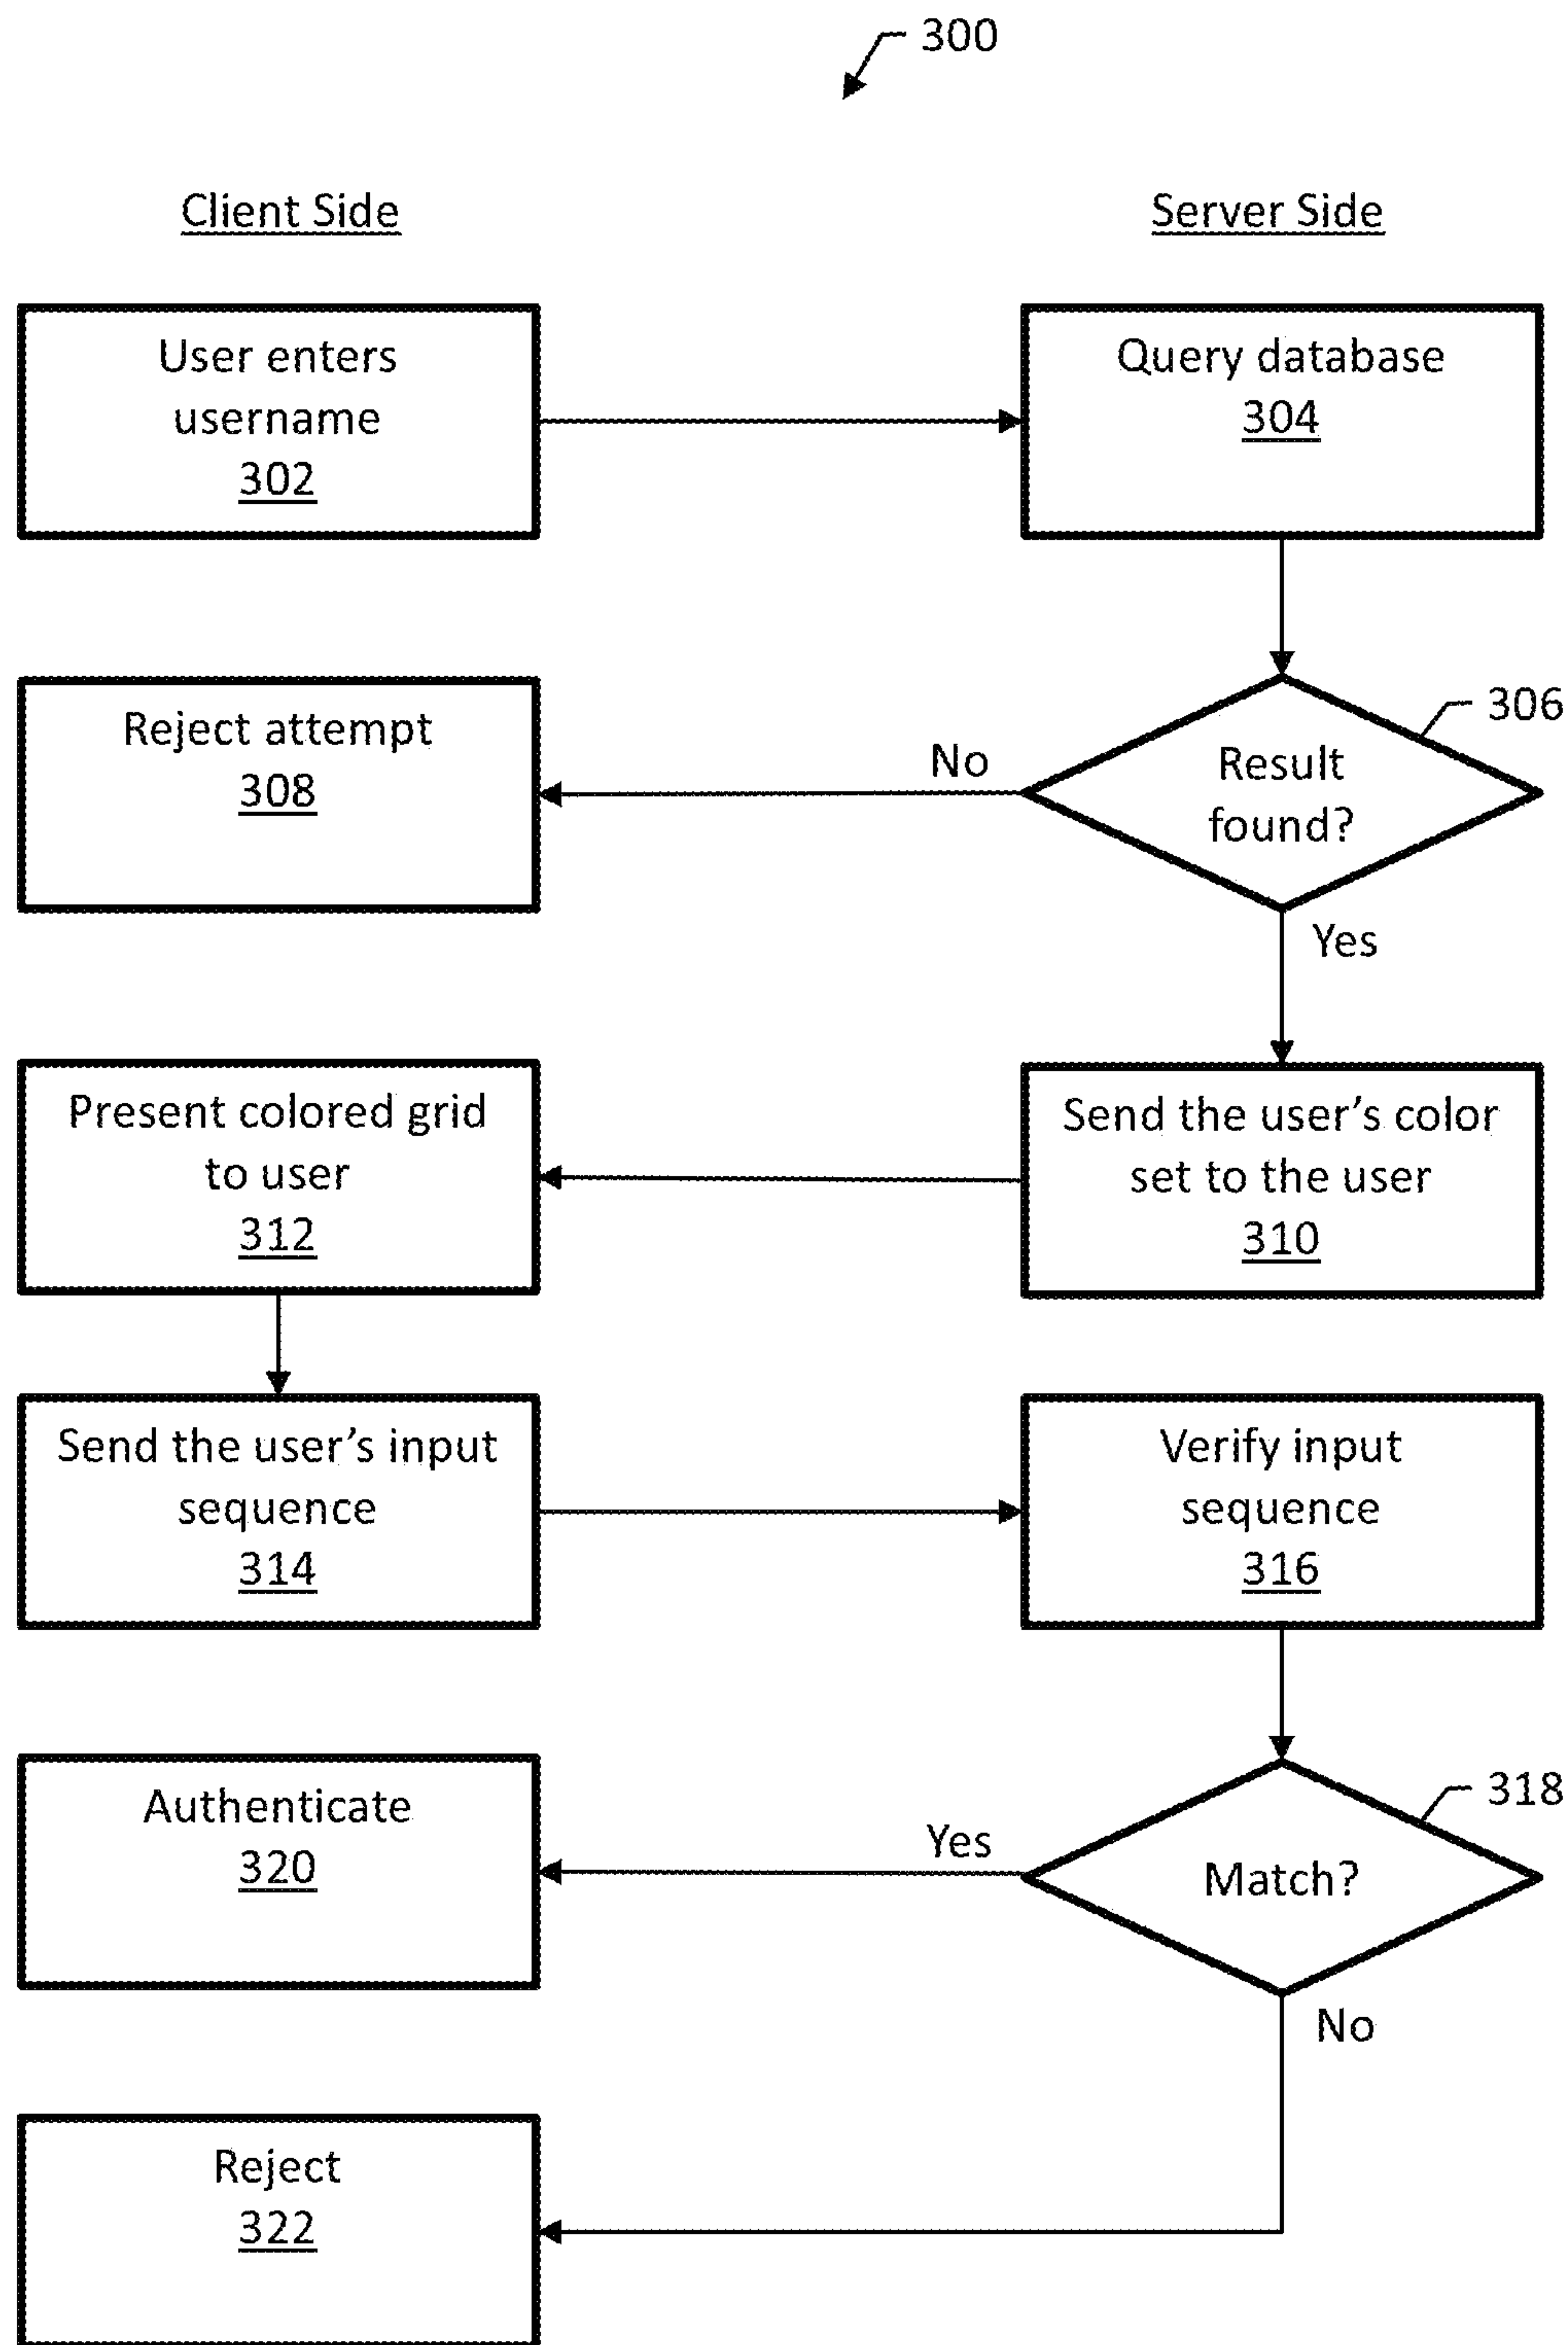 300
Client Side
Server Side
User enters
username
302
Query database
304
Reject attempt
308
No
Result
found?
306
Yes
Present colored grid
to user
312
Send the user’s color
set to the user
310
Send the user’s input
sequence
314
Verify input
sequence
316
Authenticate
320
Yes
Match?
318
No
Reject
322